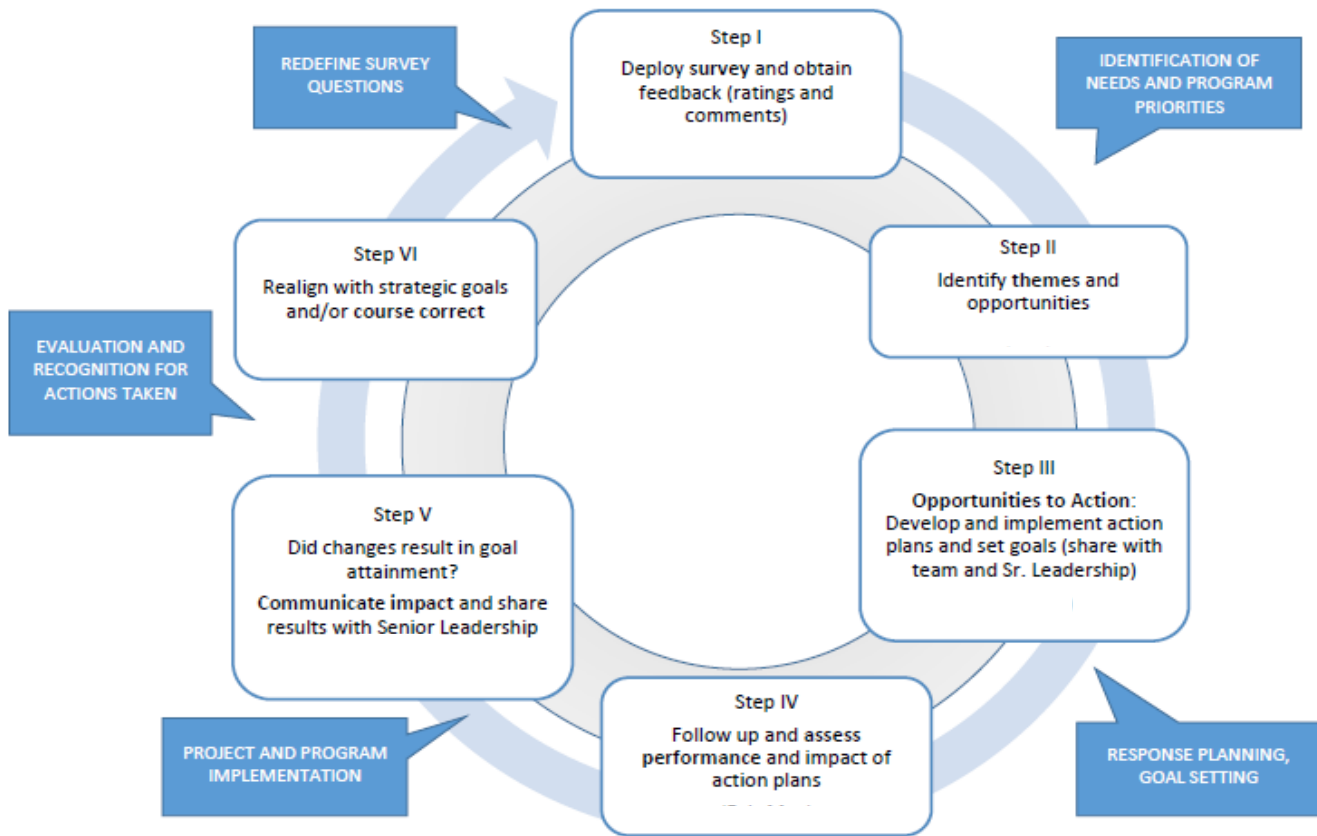 Step I
Deploy survey and obtain
feedback (ratings and
comments)
IDENTIFICATION OF
NEEDS AND PROGRAM
PRIORITIES
Step II
Identify themes and
opportunities
Step III
Opportunities to Action:
Develop and implement action
plans and set goals (share with
team and Sr. Leadership)
RESPONSE PLANNING,
GOAL SETTING
Step IV
Follow up and assess
performance and impact of
action plans
PROJECT AND PROGRAM
IMPLEMENTATION
Step V
Did changes result in goal
attainment?
Communicate impact and share
results with Senior Leadership
EVALUATION AND
RECOGNITION FOR
ACTIONS TAKEN
Step VI
Realign with strategic goals
and/or course correct
REDEFINE SURVEY
QUESTIONS